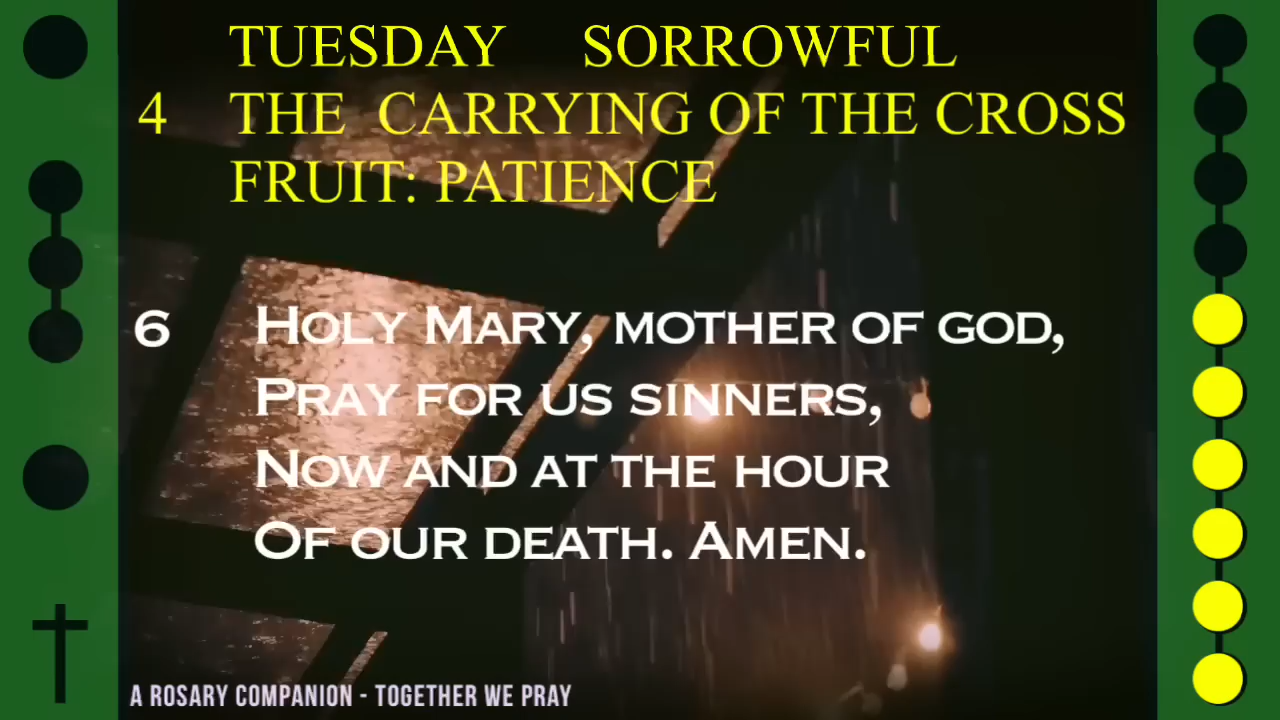 TUESDAY SORROWFUL
4 THE CARRYING OF THE CROSS
FRUIT: PATIENCE
6 HOLY MARY, MOTHER OF GOD,
PRAY FOR US SINNERS,
NOW AND AT THE HOUR
OF OUR DEATH. AMEN.
A ROSARY COMPANION - TOGETHER WE PRAY